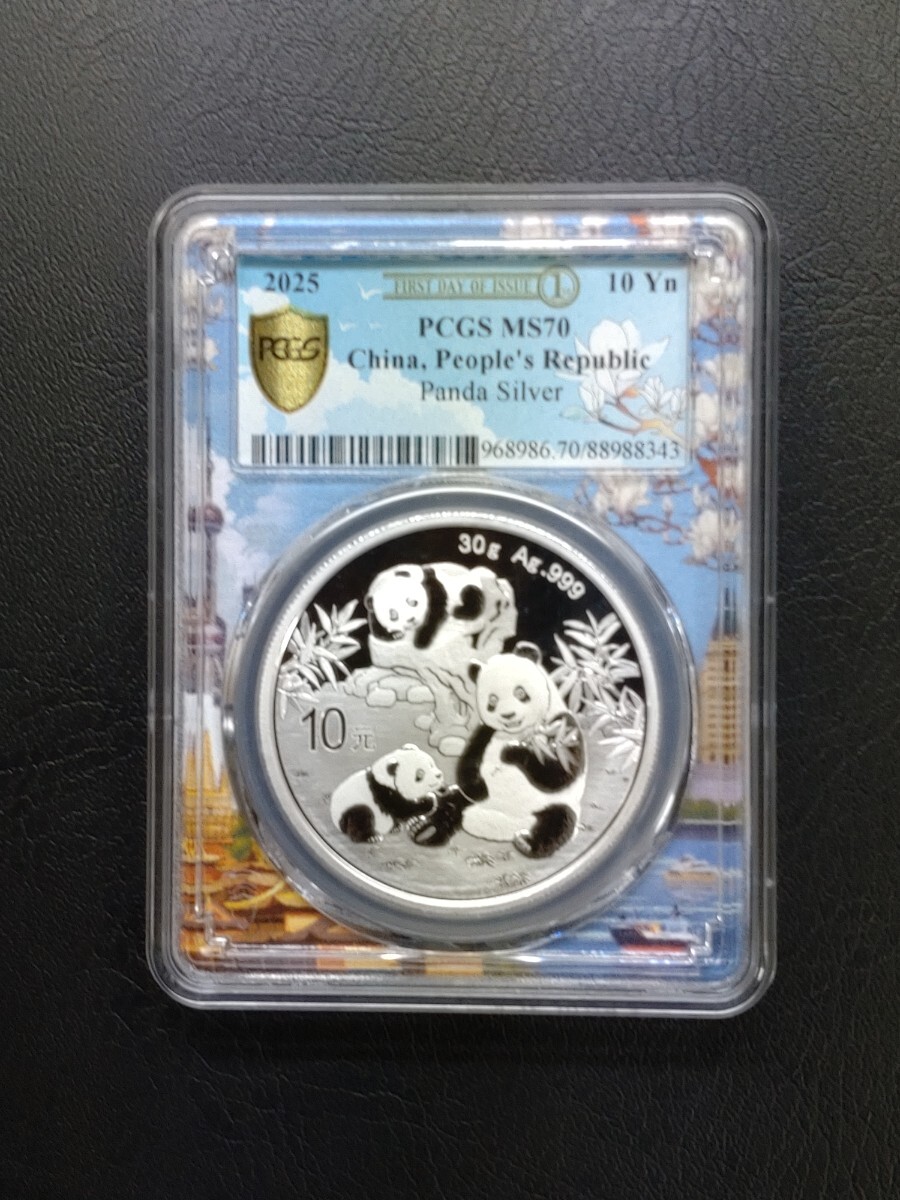 2025 FIRST DAY OF ISSUE 1 10 Yn
PCGS
PCGS MS70
China, People's Republic
Panda Silver
968986.70/88988343
30g Ag.999
10元